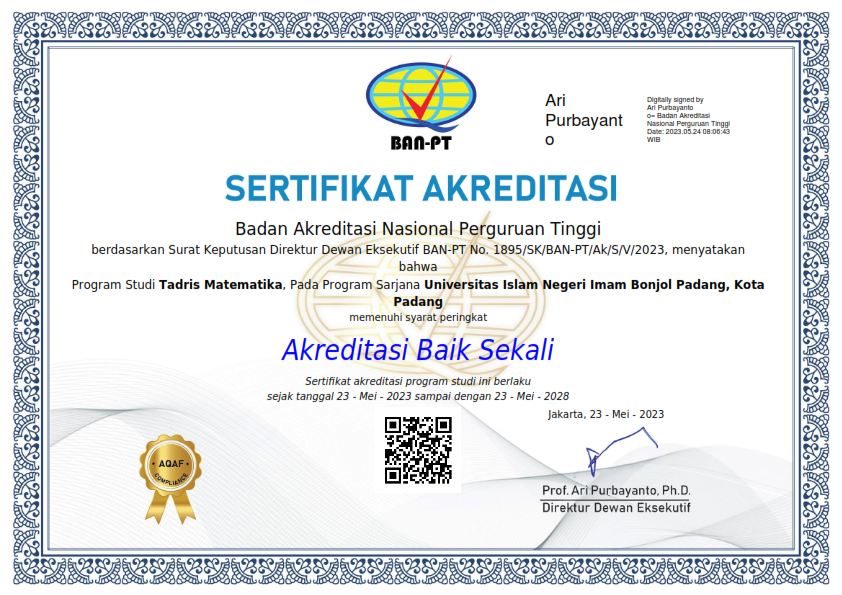 BAN-PT
Ari
Purbayant
o
Digitally signed by
Ari Purbayanto
o= Badan Akreditasi
Nasional Perguruan Tinggi
Date: 2023.05.24 08:06:43
WIB
SERTIFIKAT AKREDITASI
Badan Akreditasi Nasional Perguruan Tinggi
berdasarkan Surat Keputusan Direktur Dewan Eksekutif BAN-PT No. 1895/SK/BAN-PT/Ak/S/V/2023, menyatakan
bahwa
Program Studi Tadris Matematika, Pada Program Sarjana Universitas Islam Negeri Imam Bonjol Padang, Kota
Padang
memenuhi syarat peringkat
Akreditasi Baik Sekali
Sertifikat akreditasi program studi ini berlaku
sejak tanggal 23 - Mei - 2023 sampai dengan 23 - Mei - 2028
Jakarta, 23 - Mei - 2023
AQAF
COMPLIANCE
Prof. Ari Purbayanto, Ph.D.
Direktur Dewan Eksekutif